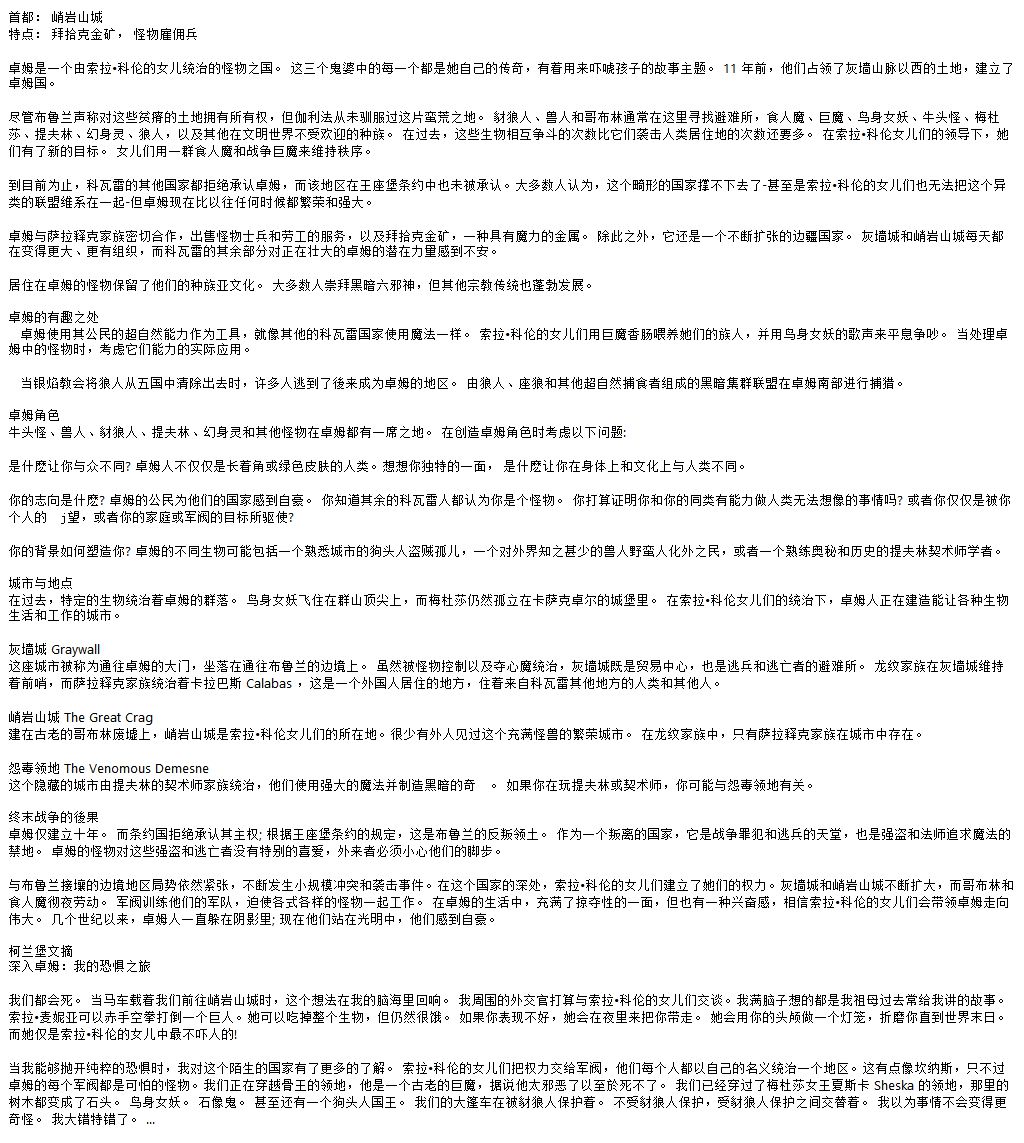 首都： 峭岩山城
特点： 拜拾克金矿， 怪物雇佣兵
卓姆是一个由索拉•科伦的女儿统治的怪物之国。 这三个鬼婆中的每一个都是她自己的传奇，有着用来吓唬孩子的故事主题。 11 年前，他们占领了灰墙山脉以西的土地，建立了
卓姆国。
尽管布鲁兰声称对这些贫瘠的土地拥有所有权，但伽利法从未驯服过这片蛮荒之地。 豺狼人、兽人和哥布林通常在这里寻找避难所，食人魔、巨魔、鸟身女妖、牛头怪、梅杜
莎、提夫林、幻身灵、狼人，以及其他在文明世界不受欢迎的种族。 在过去，这些生物相互争斗的次数比它们袭击人类居住地的次数还要多。 在索拉•科伦女儿们的领导下，她
们有了新的目标。 女儿们用一群食人魔和战争巨魔来维持秩序。
到目前为止，科瓦雷的其他国家都拒绝承认卓姆，而该地区在王座堡条约中也未被承认。大多数人认为，这个畸形的国家撑不下去了-甚至是索拉•科伦的女儿们也无法把这个异
类的联盟维系在一起-但卓姆现在比以往任何时候都繁荣和强大。
卓姆与萨拉释克家族密切合作，出售怪物士兵和劳工的服务，以及拜拾克金矿，一种具有魔力的金属。 除此之外，它还是一个不断扩张的边疆国家。 灰墙城和峭岩山城每天都
在变得更大、更有组织，而科瓦雷的其余部分对正在壮大的卓姆的潜在力量感到不安。
居住在卓姆的怪物保留了他们的种族亚文化。 大多数人崇拜黑暗六邪神，但其他宗教传统也蓬勃发展。
卓姆的有趣之处
卓姆使用其公民的超自然能力作为工具，就像其他的科瓦雷国家使用魔法一样。 索拉•科伦的女儿们用巨魔香肠喂养她们的族人，并用鸟身女妖的歌声来平息争吵。 当处理卓
姆中的怪物时，考虑它们能力的实际应用。
当银焰教会将狼人从五国中清除出去时，许多人逃到了後来成为卓姆的地区。 由狼人、座狼和其他超自然捕食者组成的黑暗集群联盟在卓姆南部进行捕猎。
卓姆角色
牛头怪、兽人、豺狼人、提夫林、幻身灵和其他怪物在卓姆都有一席之地。 在创造卓姆角色时考虑以下问题:
是什麽让你与众不同? 卓姆人不仅仅是长着角或绿色皮肤的人类。想想你独特的一面， 是什麽让你在身体上和文化上与人类不同。
你的志向是什麽? 卓姆的公民为他们的国家感到自豪。 你知道其余的科瓦雷人都认为你是个怪物。 你打算证明你和你的同类有能力做人类无法想像的事情吗? 或者你仅仅是被你
个人的 j望，或者你的家庭或军阀的目标所驱使?
你的背景如何塑造你? 卓姆的不同生物可能包括一个熟悉城市的狗头人盗贼孤儿，一个对外界知之甚少的兽人野蛮人化外之民，或者一个熟练奥秘和历史的提夫林契术师学者。
城市与地点
在过去，特定的生物统治着卓姆的群落。 鸟身女妖飞住在群山顶尖上，而梅杜莎仍然孤立在卡萨克卓尔的城堡里。 在索拉•科伦女儿们的统治下，卓姆人正在建造能让各种生物
生活和工作的城市。
灰墙城 Graywall
这座城市被称为通往卓姆的大门，坐落在通往布鲁兰的边境上。 虽然被怪物控制以及夺心魔统治，灰墙城既是贸易中心，也是逃兵和逃亡者的避难所。 龙纹家族在灰墙城维持
着前哨，而萨拉释克家族统治着卡拉巴斯 Calabas ，这是一个外国人居住的地方，住着来自科瓦雷其他地方的人类和其他人。
峭岩山城 The Great Crag
建在古老的哥布林废墟上，峭岩山城是索拉•科伦女儿们的所在地。很少有外人见过这个充满怪兽的繁荣城市。 在龙纹家族中，只有萨拉释克家族在城市中存在。
怨毒领地 The Venomous Demesne
这个隐藏的城市由提夫林的契术师家族统治，他们使用强大的魔法并制造黑暗的奇 。 如果你在玩提夫林或契术师，你可能与怨毒领地有关。
终末战争的後果
卓姆仅建立十年。 而条约国拒绝承认其主权; 根据王座堡条约的规定，这是布鲁兰的反叛领土。 作为一个叛离的国家，它是战争罪犯和逃兵的天堂，也是强盗和法师追求魔法的
禁地。 卓姆的怪物对这些强盗和逃亡者没有特别的喜爱，外来者必须小心他们的脚步。
与布鲁兰接壤的边境地区局势依然紧张，不断发生小规模冲突和袭击事件。在这个国家的深处，索拉•科伦的女儿们建立了她们的权力。灰墙城和峭岩山城不断扩大，而哥布林和
食人魔彻夜劳动。 军阀训练他们的军队，迫使各式各样的怪物一起工作。 在卓姆的生活中，充满了掠夺性的一面，但也有一种兴奋感，相信索拉•科伦的女儿们会带领卓姆走向
伟大。 几个世纪以来，卓姆人一直躲在阴影里; 现在他们站在光明中，他们感到自豪。
柯兰堡文摘
深入卓姆：我的恐惧之旅
我们都会死。 当马车载着我们前往峭岩山城时，这个想法在我的脑海里回响。 我周围的外交官打算与索拉•科伦的女儿们交谈。我满脑子想的都是我祖母过去常给我讲的故事。
索拉•麦妮亚可以赤手空拳打倒一个巨人。她可以吃掉整个生物，但仍然很饿。 如果你表现不好，她会在夜里来把你带走。 她会用你的头颅做一个灯笼，折磨你直到世界末日。
而她仅是索拉•科伦的女儿中最不吓人的!
当我能够抛开纯粹的恐惧时，我对这个陌生的国家有了更多的了解。 索拉•科伦的女儿们把权力交给军阀，他们每个人都以自己的名义统治一个地区。这有点像坎纳斯，只不过
卓姆的每个军阀都是可怕的怪物。我们正在穿越骨王的领地，他是一个古老的巨魔，据说他太邪恶了以至於死不了。 我们已经穿过了梅杜莎女王夏斯卡 Sheska 的领地，那里的
树木都变成了石头。 鸟身女妖。 石像鬼。 甚至还有一个狗头人国王。 我们的大篷车在被豺狼人保护着。 不受豺狼人保护，受豺狼人保护之间交替着。 我以为事情不会变得更
奇怪。 我大错特错了。 ...